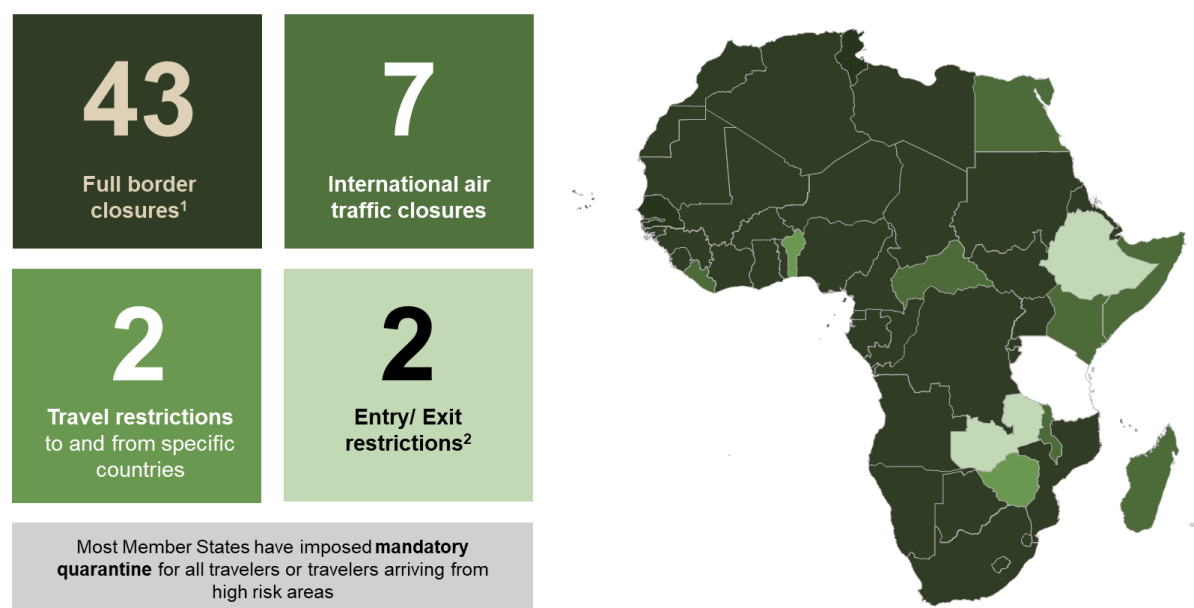 43
Full border
closures¹
7
International air
traffic closures
2
Travel restrictions
to and from specific
countries
2
Entry/ Exit
restrictions²
Most Member States have imposed mandatory
quarantine for all travelers or travelers arriving from
high risk areas